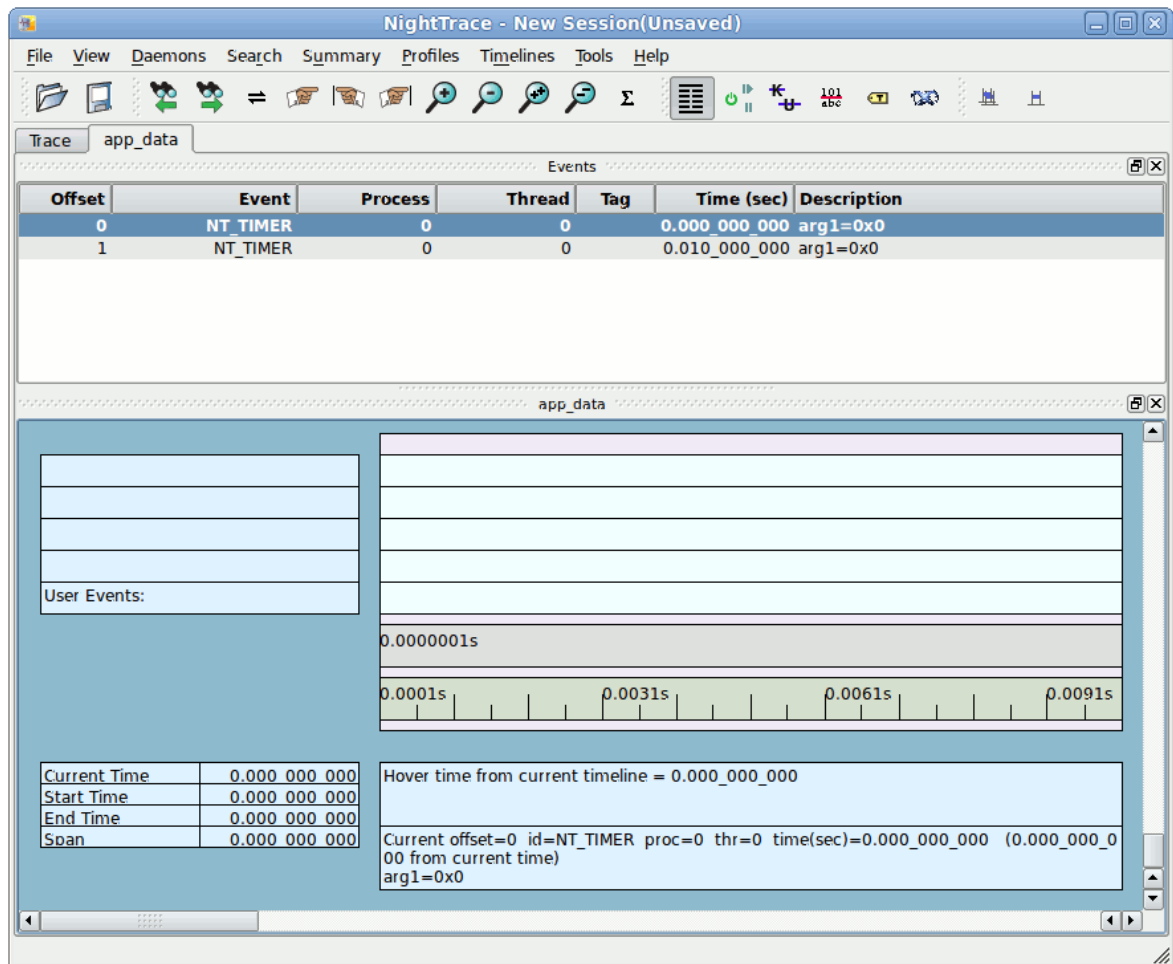 NightTrace - New Session(Unsaved)
File View Daemons Search Summary Profiles Timelines Tools Help
Σ K U 101 abc T
Trace app_data
Events
Offset Event Process Thread Tag Time (sec) Description
0 NT_TIMER 0 0 0.000_000_000 arg1=0x0
1 NT_TIMER 0 0 0.010_000_000 arg1=0x0
app_data
User Events:
0.0000001s
0.0001s 0.0031s 0.0061s 0.0091s
Current Time 0.000_000_000
Start Time 0.000_000_000
End Time 0.000_000_000
Span 0.000_000_000
Hover time from current timeline = 0.000_000_000
Current offset=0 id=NT_TIMER proc=0 thr=0 time(sec)=0.000_000_000 (0.000_000_0
00 from current time)
arg1=0x0